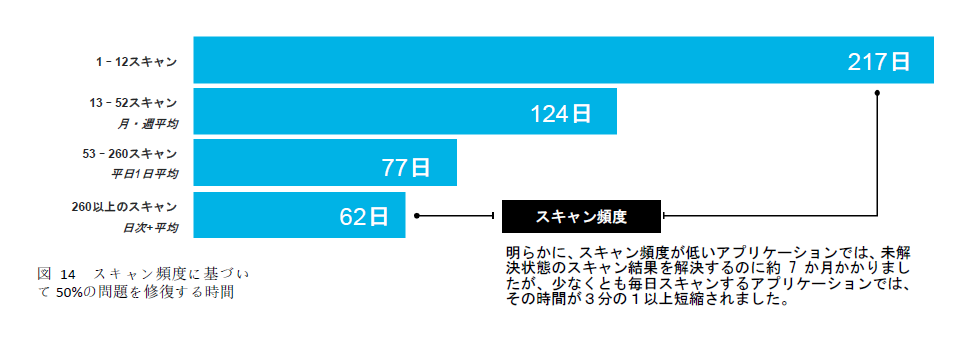 1 - 12スキャン
217日
13 - 52スキャン
月・週平均
124日
53 - 260スキャン
平日1日平均
77日
260以上のスキャン
日次+平均
62日
スキャン頻度
明らかに、スキャン頻度が低いアプリケーションでは、未解
決状態のスキャン結果を解決するのに約 7 か月かかりまし
たが、少なくとも毎日スキャンするアプリケーションでは、
その時間が３分の１以上短縮されました。
図 14 スキャン頻度に基づい
て 50%の問題を修復する時間